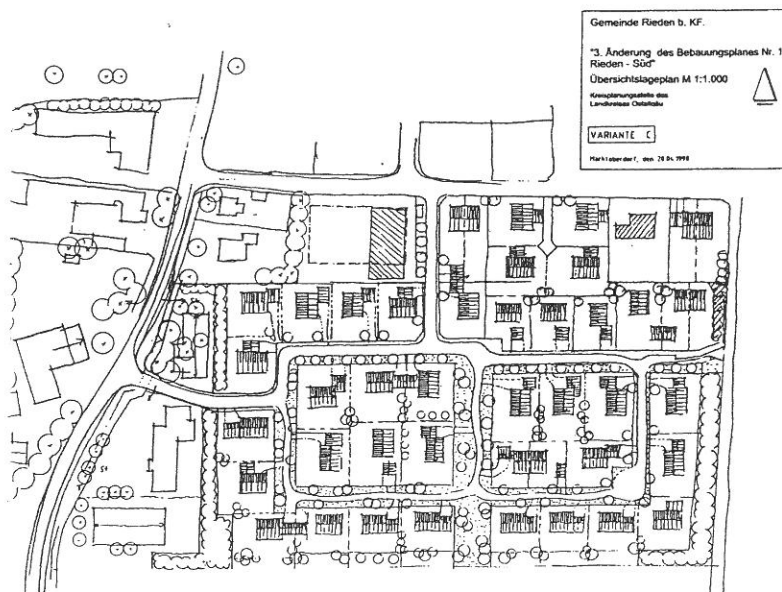 Gemeinde Rieden b. KF.
"3. Änderung des Bebauungsplanes Nr. 1
Rieden - Süd"
Übersichtslageplan M 1:1.000
Kreisplanungsstelle des
Landkreises Ostallgäu
VARIANTE C
Marktoberdorf, den 20.04.1998